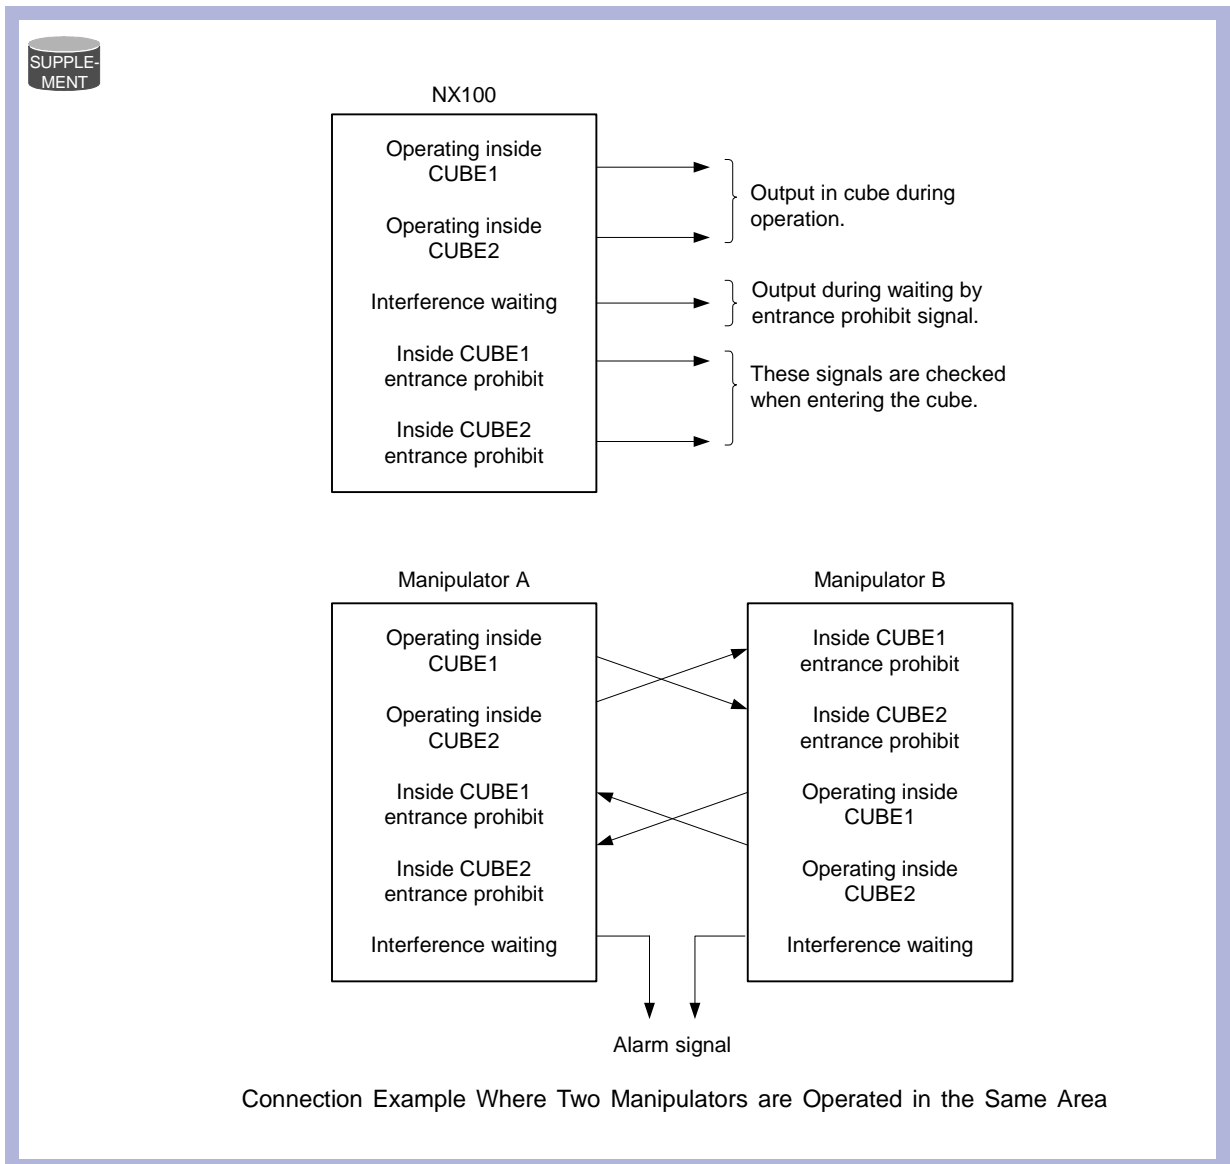 SUPPLE-
MENT
NX100
Operating inside
CUBE1
Operating inside
CUBE2
Interference waiting
Inside CUBE1
entrance prohibit
Inside CUBE2
entrance prohibit
Output in cube during
operation.
Output during waiting by
entrance prohibit signal.
These signals are checked
when entering the cube.
Manipulator A
Operating inside
CUBE1
Operating inside
CUBE2
Inside CUBE1
entrance prohibit
Inside CUBE2
entrance prohibit
Interference waiting
Manipulator B
Inside CUBE1
entrance prohibit
Inside CUBE2
entrance prohibit
Operating inside
CUBE1
Operating inside
CUBE2
Interference waiting
Alarm signal
Connection Example Where Two Manipulators are Operated in the Same Area